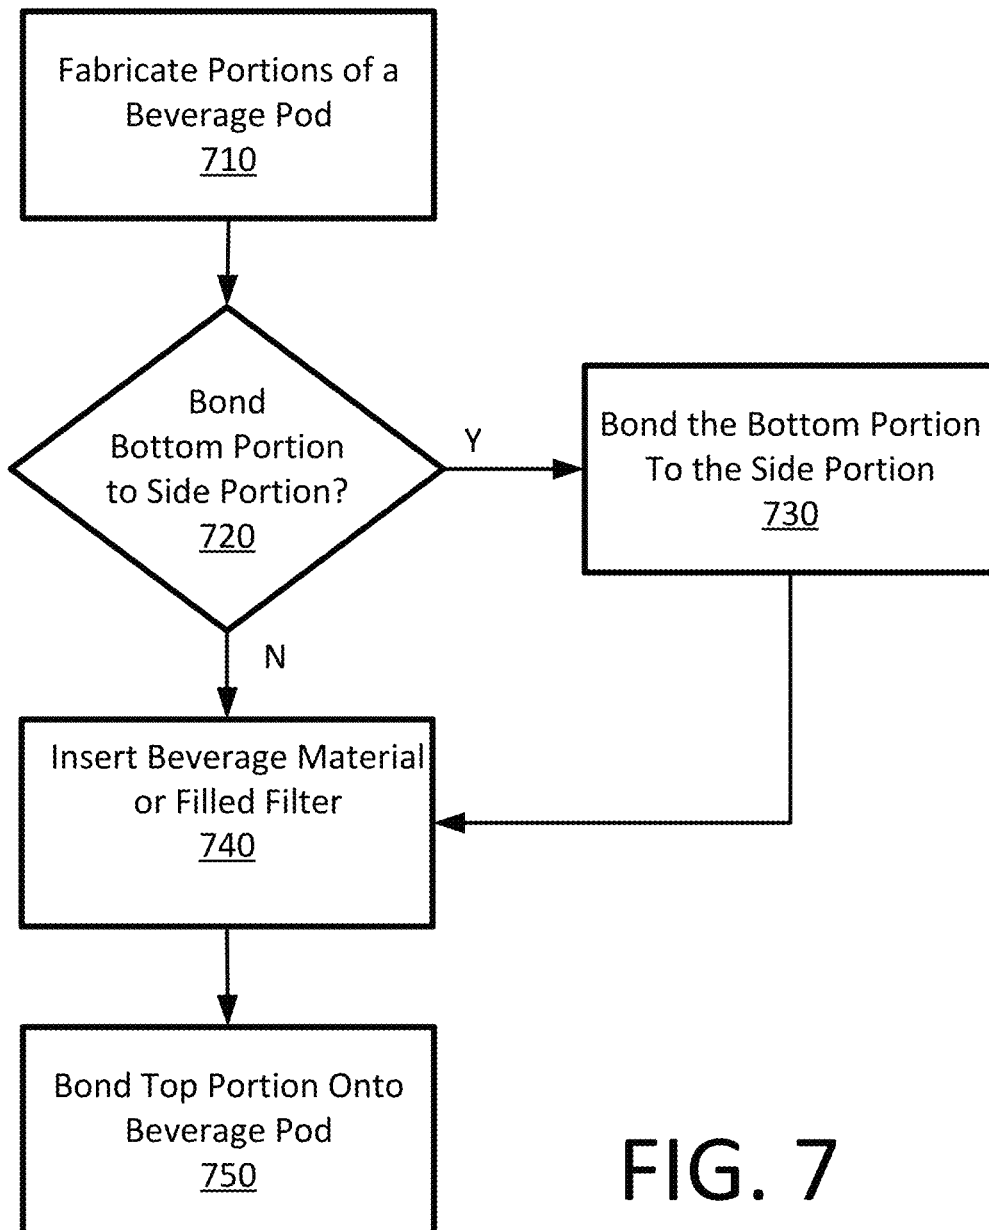 Fabricate Portions of a
Beverage Pod
710
Bond
Bottom Portion
to Side Portion?
720
Y
Bond the Bottom Portion
To the Side Portion
730
N
Insert Beverage Material
or Filled Filter
740
Bond Top Portion Onto
Beverage Pod
750
FIG. 7